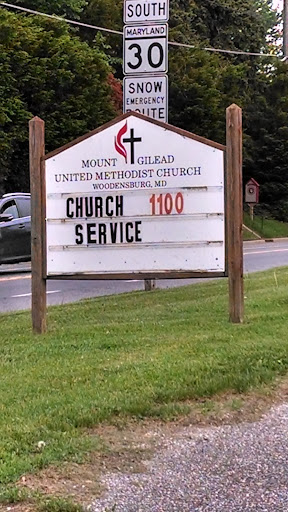 SOUTH
MARYLAND
30
SNOW
EMERGENCY
ROUTE
MOUNT GILEAD
UNITED METHODIST CHURCH
WOODENSBURG, MD
CHURCH 1100
SERVICE